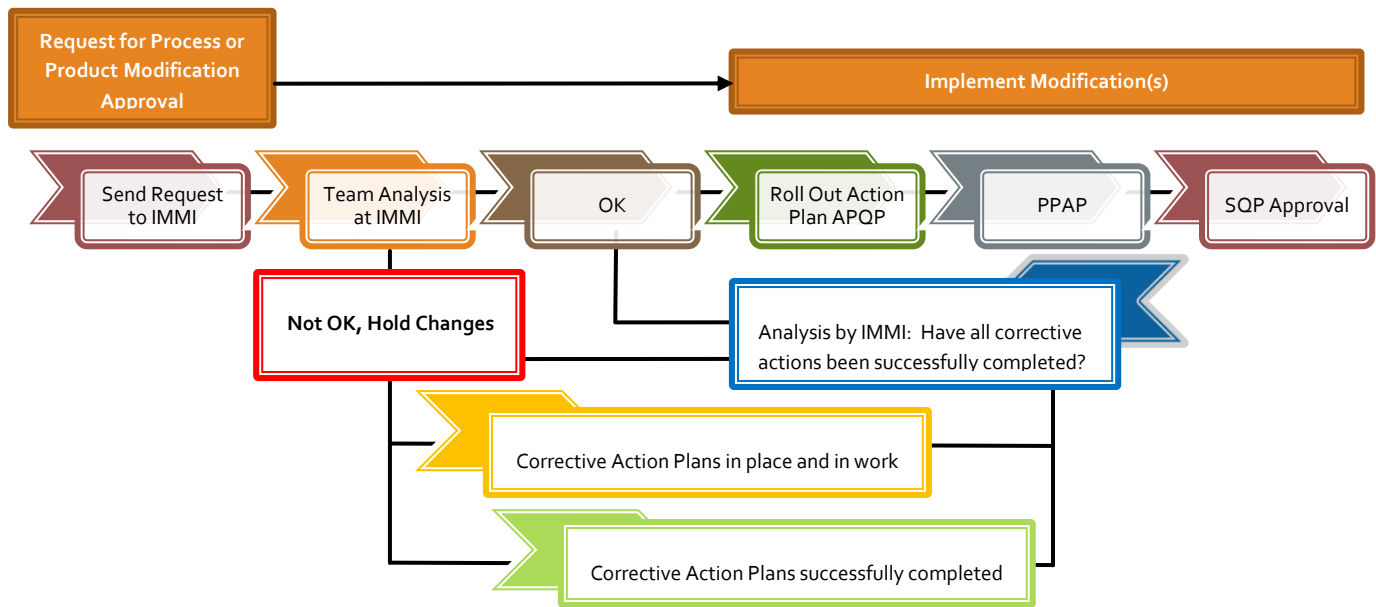 Request for Process or
Product Modification
Approval
Implement Modification(s)
Send Request
to IMMI
Team Analysis
at IMMI
OK
Roll Out Action
Plan APQP
PPAP
SQP Approval
Not OK, Hold Changes
Analysis by IMMI: Have all corrective
actions been successfully completed?
Corrective Action Plans in place and in work
Corrective Action Plans successfully completed